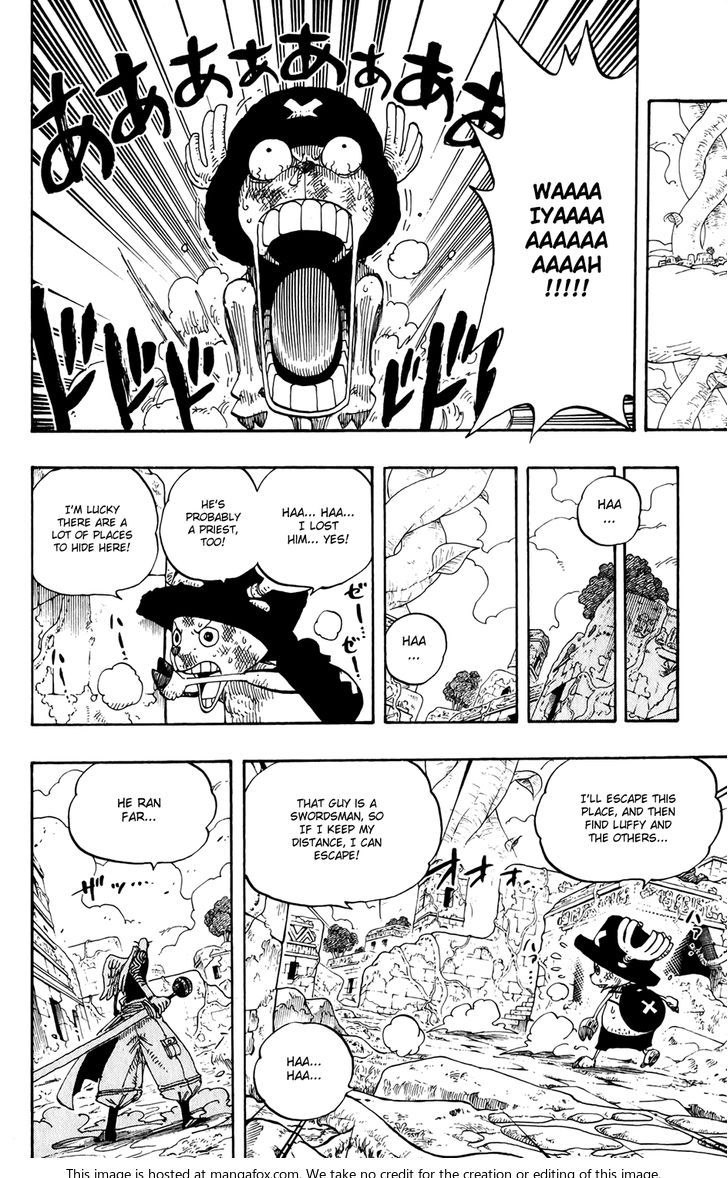 WAAAA
IYAAAA
AAAAAA
AAAAH
!!!!!
あああああああああ
ドドド
ドド
HAA
...
HAA
...
HAA... HAA...
I LOST
HIM... YES!
HE'S
PROBABLY
A PRIEST,
TOO!
I'M LUCKY
THERE ARE A
LOT OF PLACES
TO HIDE HERE!
ゼー
ゼー
I'LL ESCAPE THIS
PLACE, AND THEN
FIND LUFFY AND
THE OTHERS...
THAT GUY IS A
SWORDSMAN, SO
IF I KEEP MY
DISTANCE, I CAN
ESCAPE!
HAA...
HAA...
HE RAN
FAR...
ザッ...
This image is hosted at mangafox.com. We take no credit for the creation or editing of this image.